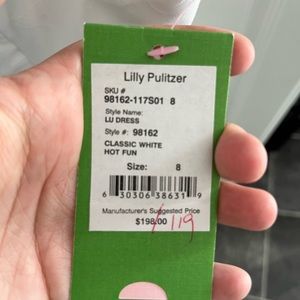 Lilly Pulitzer
SKU #
98162-117S01 8
Style Name:
LU DRESS
Style #: 98162
CLASSIC WHITE
HOT FUN
Size: 8
6 30306 38631 9
Manufacturer's Suggested Price
$198.00
119